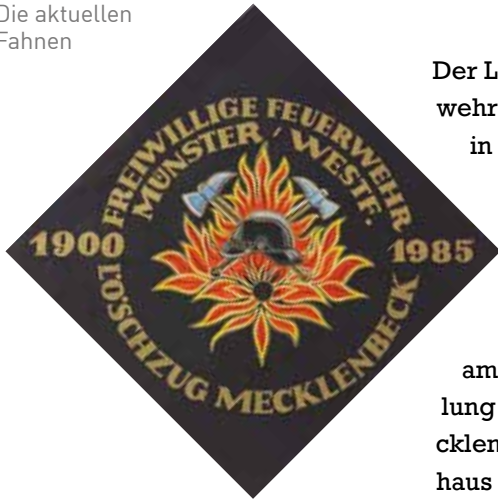 Die aktuellen
Fahnen
FREIWILLIGE FEUERWEHR
MÜNSTER / WESTF.
1900
1985
LÖSCHZUG MECKLENBECK
Der L
wehr
in
am
lung
cklen
haus